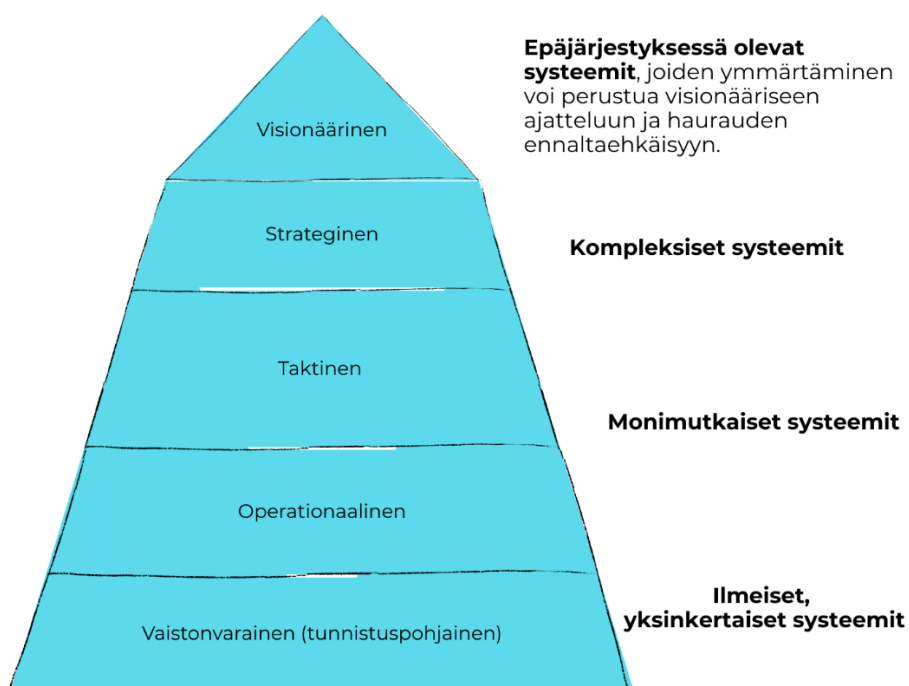 Epäjärjestyksessä olevat
systeemit, joiden ymmärtäminen
voi perustua visionääriseen
ajatteluun ja haurauden
ennaltaehkäisyyn.
Visionäärinen
Strateginen
Kompleksiset systeemit
Taktinen
Monimutkaiset systeemit
Operationaalinen
Ilmeiset,
yksinkertaiset systeemit
Vaistonvarainen (tunnistuspohjainen)